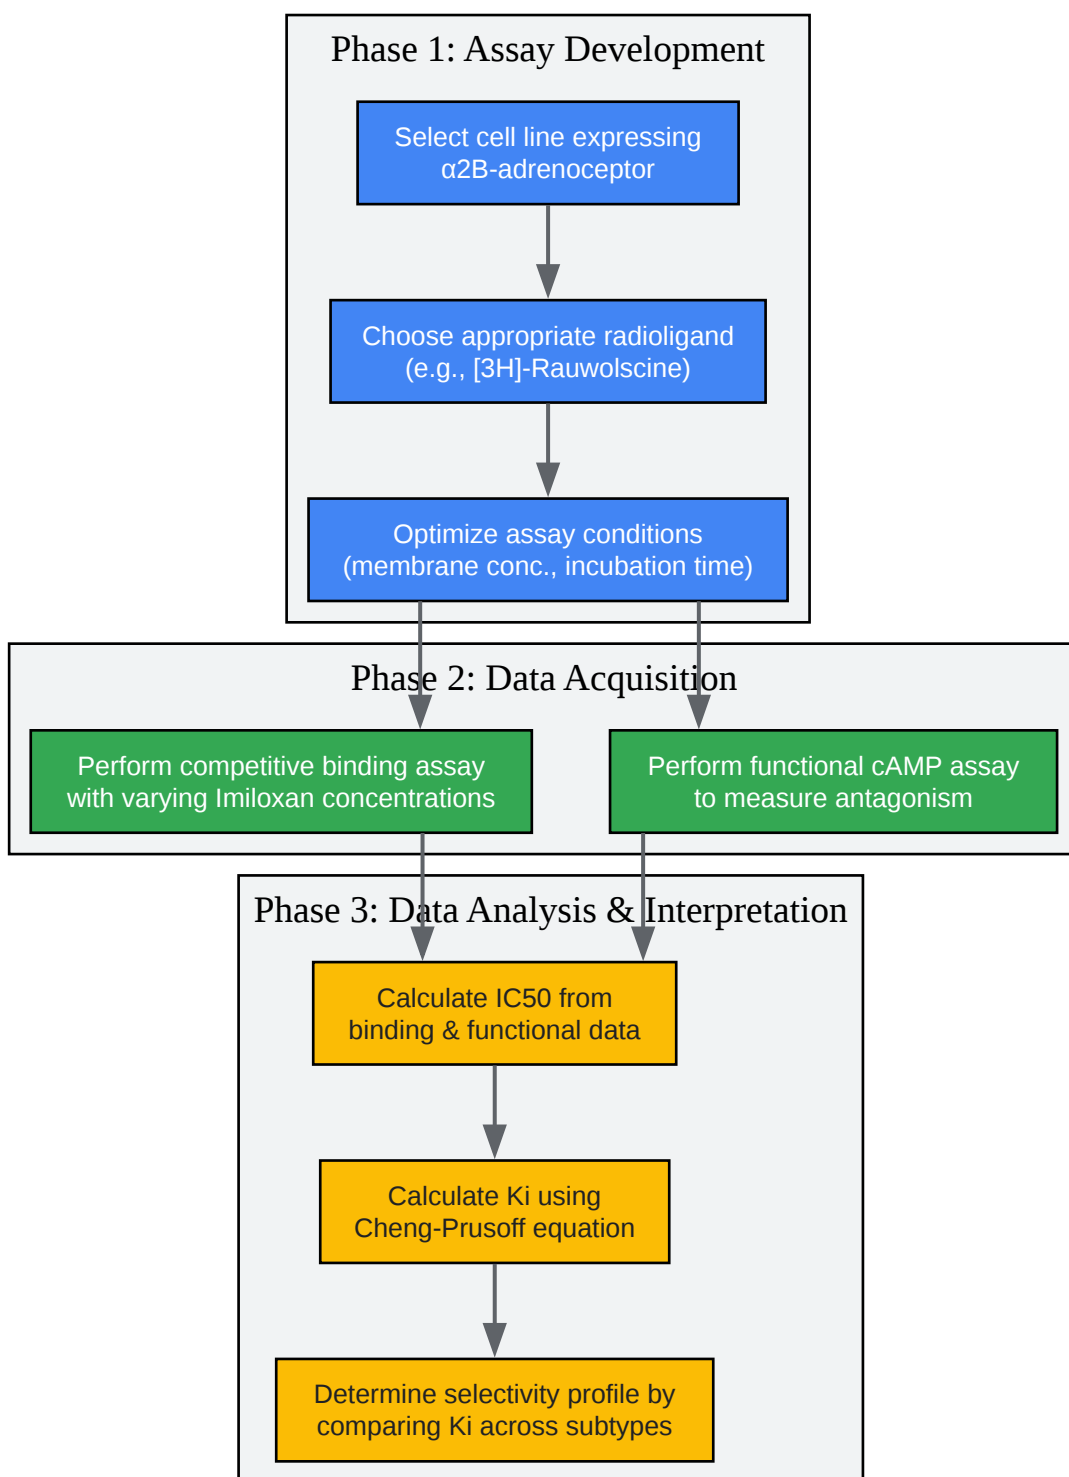 Phase 1: Assay Development
Select cell line expressing
α2B-adrenoceptor
Choose appropriate radioligand
(e.g., [3H]-Rauwolscine)
Optimize assay conditions
(membrane conc., incubation time)
Phase 2: Data Acquisition
Perform competitive binding assay
with varying Imiloxan concentrations
Perform functional cAMP assay
to measure antagonism
Phase 3: Data Analysis & Interpretation
Calculate IC50 from
binding & functional data
Calculate Ki using
Cheng-Prusoff equation
Determine selectivity profile by
comparing Ki across subtypes